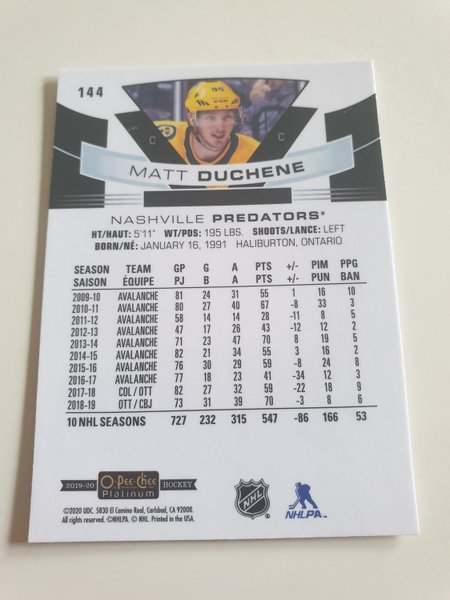 144
95
C C
MATT DUCHENE
NASHVILLE PREDATORS®
HT/HAUT: 5'11" WT/PDS: 195 LBS. SHOOTS/LANCE: LEFT
BORN/NÉ: JANUARY 16, 1991 HALIBURTON, ONTARIO
SEASON TEAM GP G A PTS +/- PIM PPG
SAISON ÉQUIPE PJ B A PTS +/- PUN BAN
2009-10 AVALANCHE 81 24 31 55 1 16 10
2010-11 AVALANCHE 80 27 40 67 -8 33 3
2011-12 AVALANCHE 58 14 14 28 -11 8 5
2012-13 AVALANCHE 47 17 26 43 -12 12 2
2013-14 AVALANCHE 71 23 47 70 8 19 5
2014-15 AVALANCHE 82 21 34 55 3 16 2
2015-16 AVALANCHE 76 30 29 59 -8 24 8
2016-17 AVALANCHE 77 18 23 41 -34 12 3
2017-18 COL / OTT 82 27 32 59 -22 18 9
2018-19 OTT / CBJ 73 31 39 70 -3 8 6
10 NHL SEASONS 727 232 315 547 -86 166 53
2019-20 O-Pee-Chee HOCKEY
Platinum
NHL
NHLPA™
©2020 UDC. 5830 El Camino Real, Carlsbad, CA 92008.
All rights reserved. ©NHLPA. © NHL. Printed in the USA.